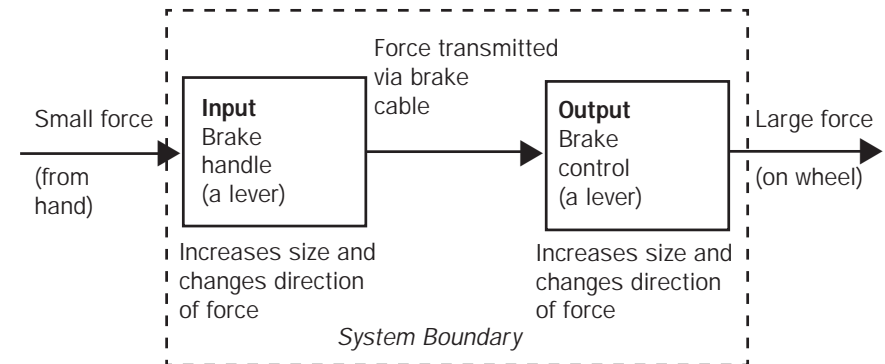 Force transmitted
via brake
cable
Small force
(from
hand)
Input
Brake
handle
(a lever)
Output
Brake
control
(a lever)
Large force
(on wheel)
Increases size and
changes direction
of force
Increases size and
changes direction
of force
System Boundary